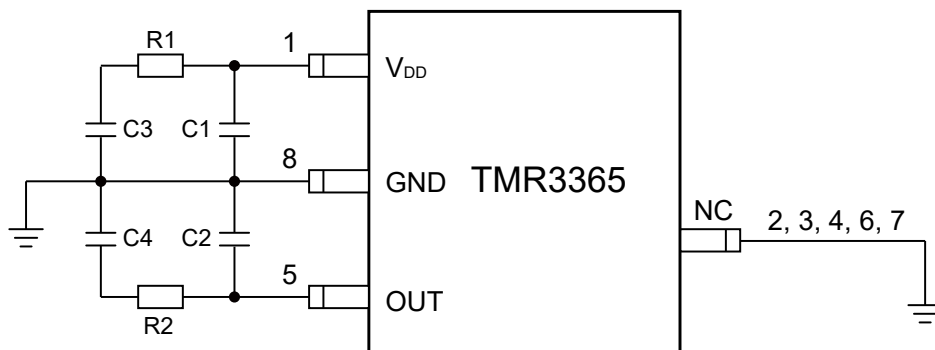 R1
1
VDD
C3
C1
8
GND
TMR3365
NC
2, 3, 4, 6, 7
C4
C2
5
OUT
R2